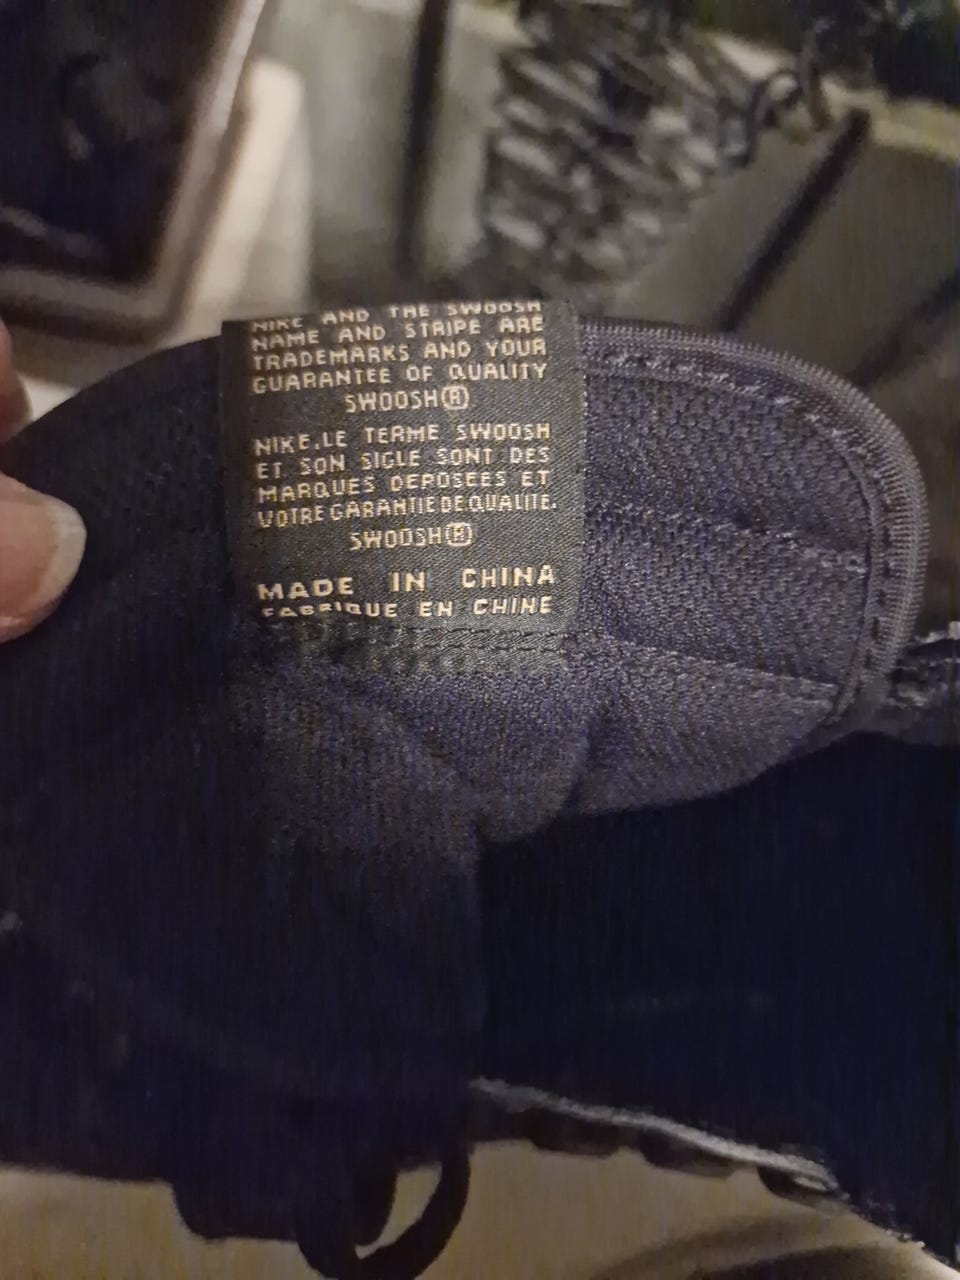 NIKE AND THE SWOOSH
NAME AND STRIPE ARE
TRADEMARKS AND YOUR
GUARANTEE OF QUALITY
SWOOSH®
NIKE.LE TERME SWOOSH
ET SON SIGLE SONT DES
MARQUES DEPOSEES ET
VOTRE GARANTIE DE QUALITE.
SWOOSH®
MADE IN CHINA
FABRIQUE EN CHINE